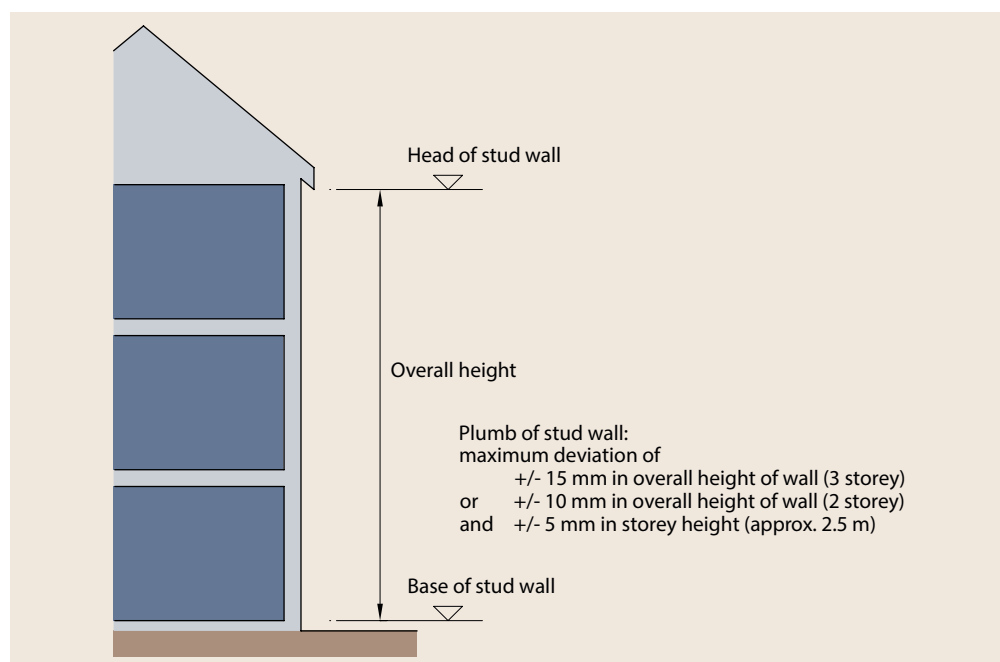 Head of stud wall
Overall height
Plumb of stud wall:
maximum deviation of
+/- 15 mm in overall height of wall (3 storey)
or +/- 10 mm in overall height of wall (2 storey)
and +/- 5 mm in storey height (approx. 2.5 m)
Base of stud wall